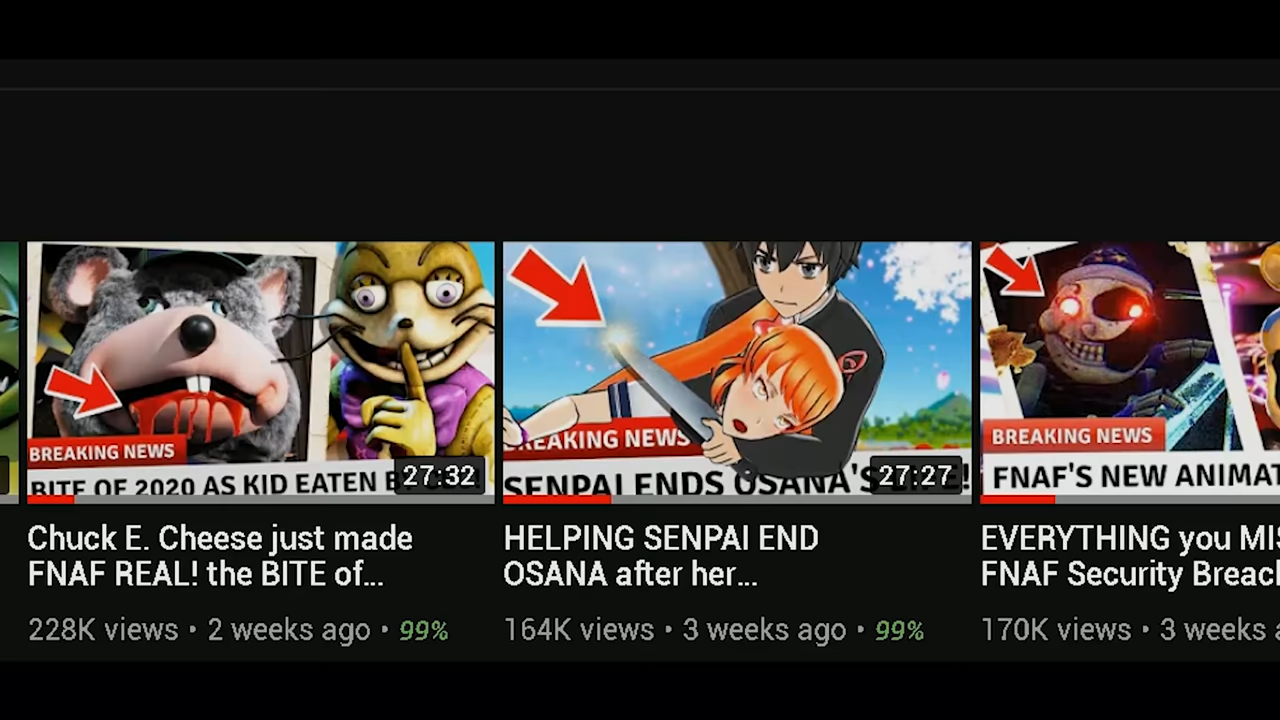 BREAKING NEWS
BITE OF 2020 AS KID EATEN
27:32
Chuck E. Cheese just made
FNAF REAL! the BITE of...
228K views • 2 weeks ago • 99%
BREAKING NEWS
SENPAI ENDS OSANA'S
27:27
HELPING SENPAI END
OSANA after her...
164K views • 3 weeks ago • 99%
BREAKING NEWS
FNAF'S NEW ANIMAT
EVERYTHING you MIS
FNAF Security Breach
170K views • 3 weeks a